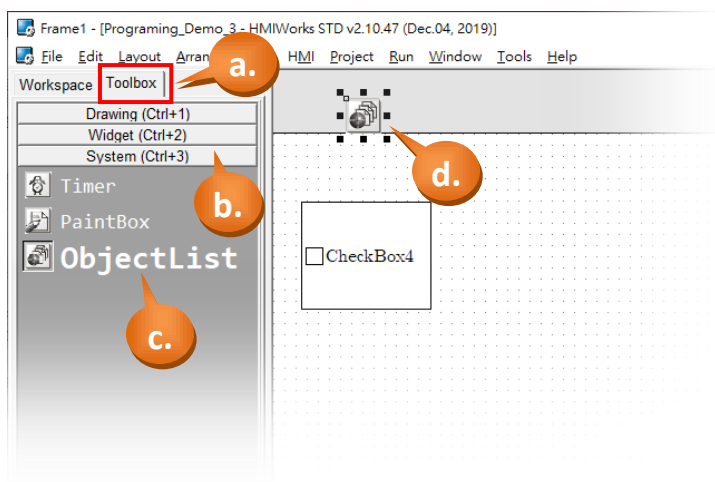 Frame1 - [Programing_Demo_3 - HMIWorks STD v2.10.47 (Dec.04, 2019)]
File Edit Layout Arran HMI Project Run Window Tools Help
a.
Workspace Toolbox
Drawing (Ctrl+1)
Widget (Ctrl+2)
System (Ctrl+3)
d.
Timer
b.
PaintBox
ObjectList
CheckBox4
c.